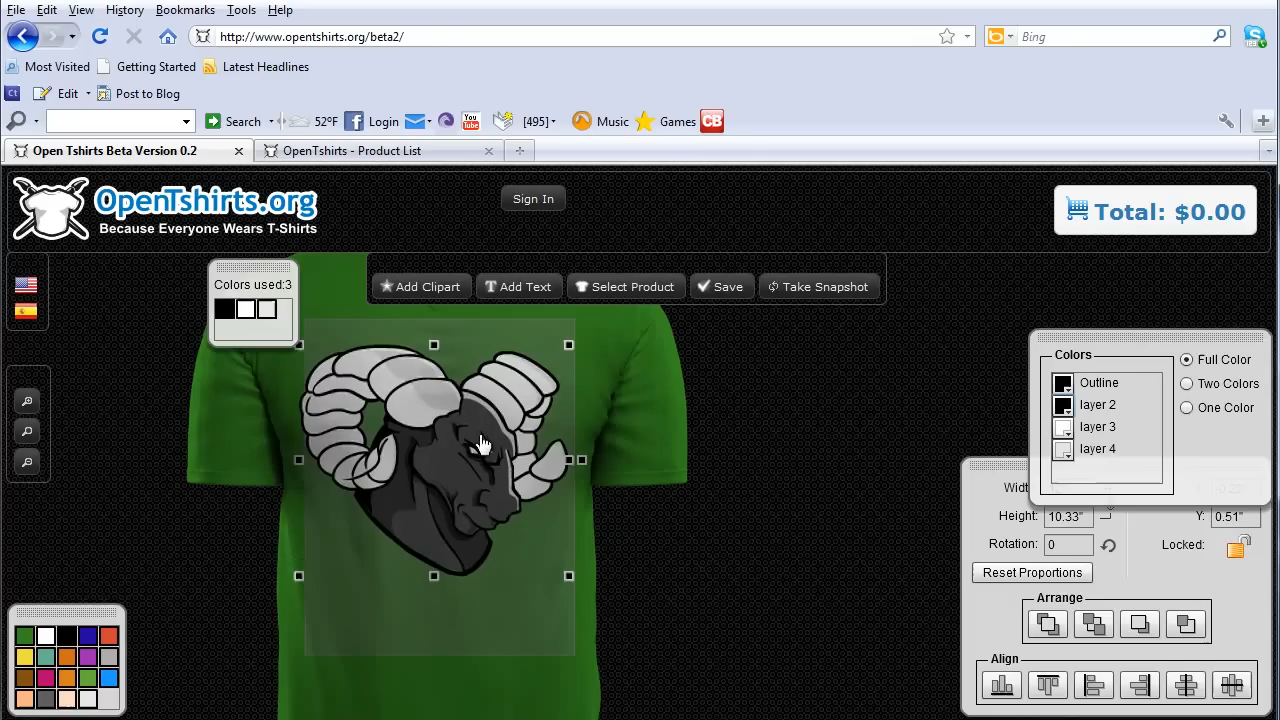 File Edit View History Bookmarks Tools Help
http://www.opentshirts.org/beta2/
Bing
Most Visited Getting Started Latest Headlines
Ct Edit Post to Blog
Search 52°F Login You Tube [495] Music Games CB
Open Tshirts Beta Version 0.2 OpenTshirts - Product List
OpenTshirts.org
Because Everyone Wears T-Shirts
Sign In
Total: $0.00
Colors used:3
Add Clipart Add Text Select Product Save Take Snapshot
Colors
Outline
layer 2
layer 3
layer 4
Full Color
Two Colors
One Color
Height: 10.33" Y: 0.51"
Rotation: 0 Locked:
Reset Proportions
Arrange
Align